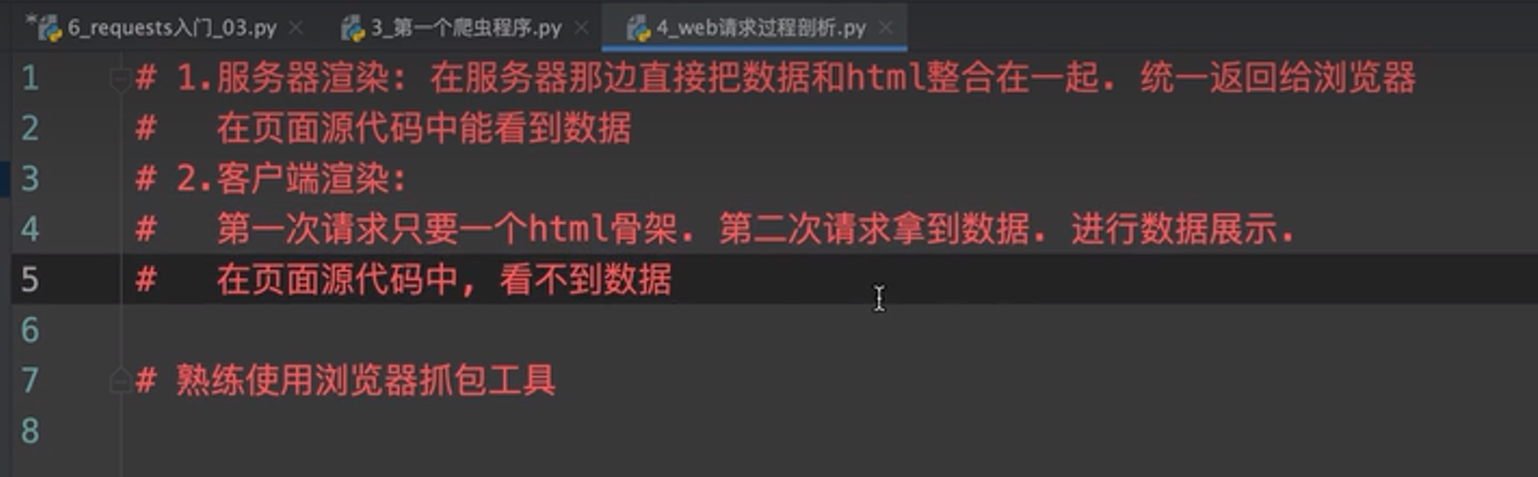 6_requests入门_03.py × 3_第一个爬虫程序.py × 4_web请求过程剖析.py ×
1 # 1.服务器渲染: 在服务器那边直接把数据和html整合在一起. 统一返回给浏览器
2 #   在页面源代码中能看到数据
3 # 2.客户端渲染:
4 #   第一次请求只要一个html骨架. 第二次请求拿到数据. 进行数据展示.
5 #   在页面源代码中, 看不到数据
6
7 # 熟练使用浏览器抓包工具
8